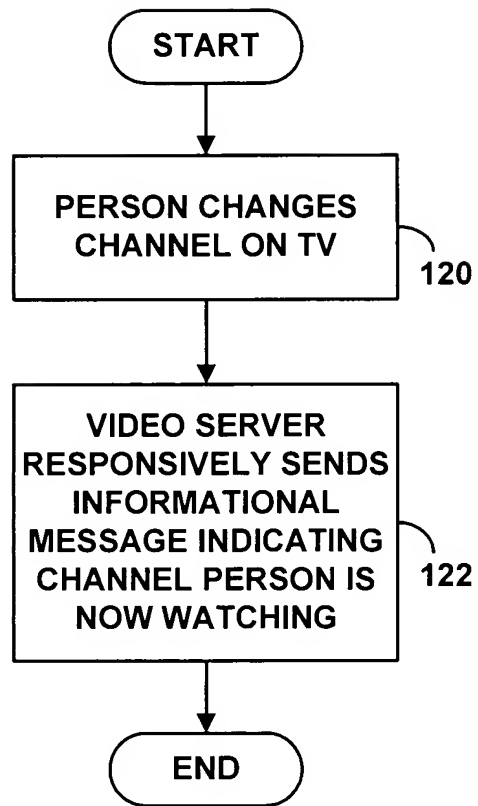 START
PERSON CHANGES
CHANNEL ON TV
120
VIDEO SERVER
RESPONSIVELY SENDS
INFORMATIONAL
MESSAGE INDICATING
CHANNEL PERSON IS
NOW WATCHING
122
END